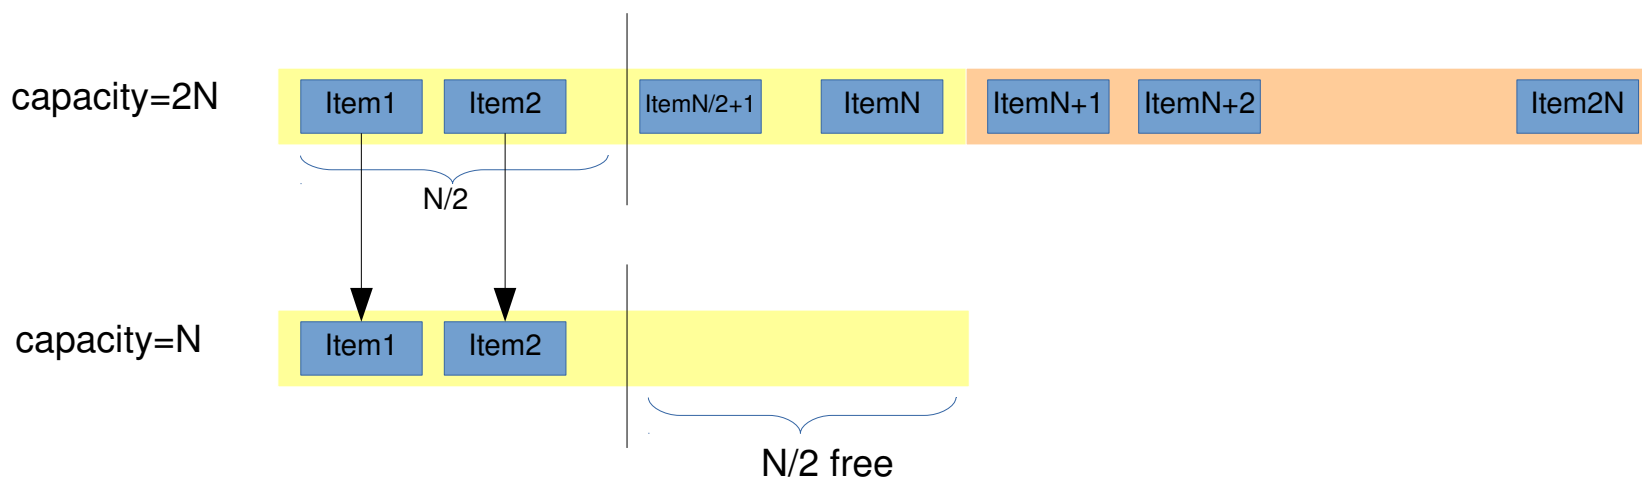 capacity=2N
Item1
Item2
ItemN/2+1
ItemN
ItemN+1
ItemN+2
Item2N
N/2
capacity=N
Item1
Item2
N/2 free